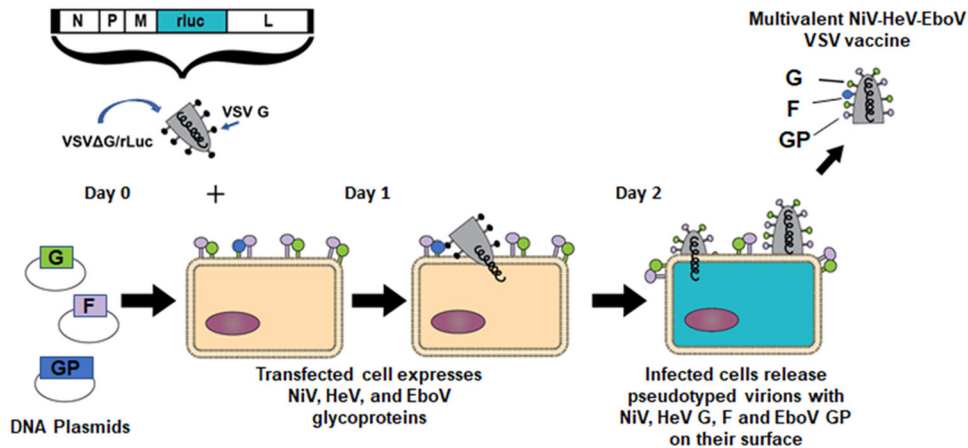 N P M rluc L
Multivalent NiV-HeV-EboV
VSV vaccine
G
F
GP
VSV G
VSVΔG/rLuc
Day 0
+
Day 1
Day 2
G
F
GP
DNA Plasmids
Transfected cell expresses
NiV, HeV, and EboV
glycoproteins
Infected cells release
pseudotyped virions with
NiV, HeV G, F and EboV GP
on their surface